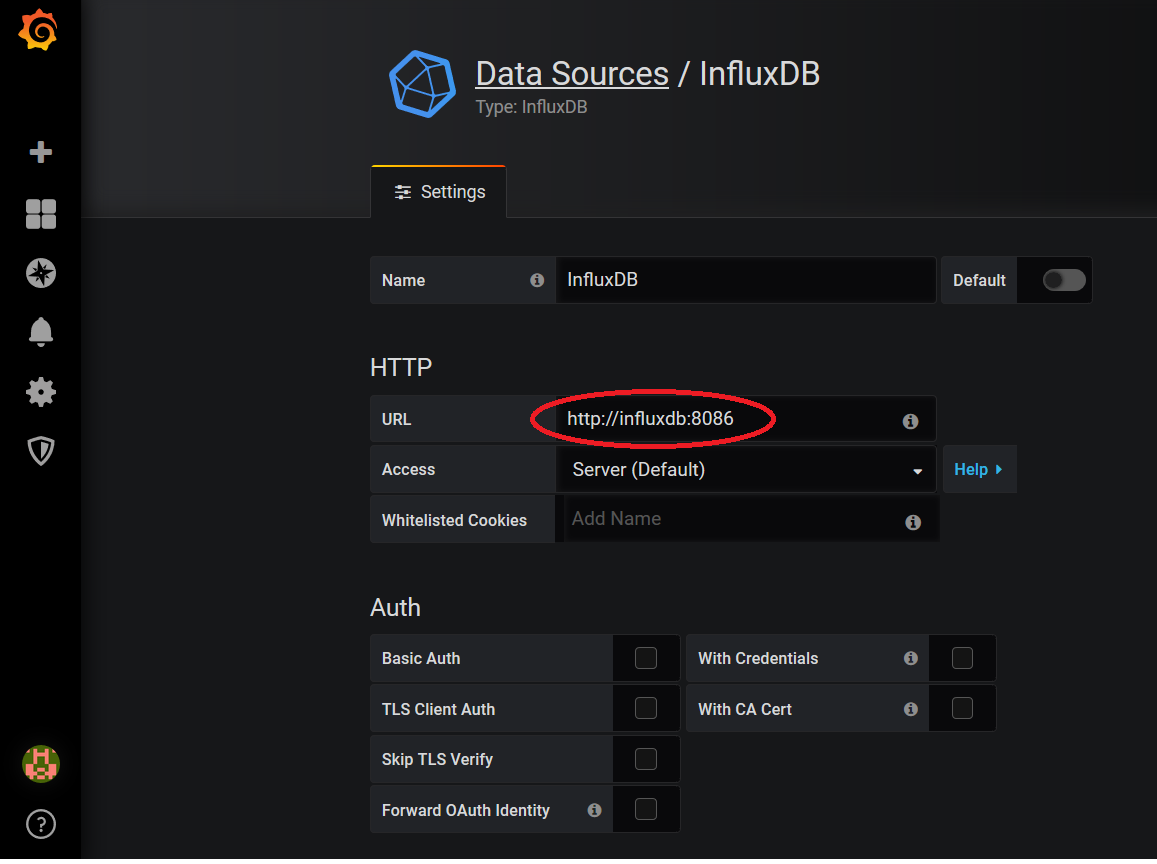 Data Sources / InfluxDB
Type: InfluxDB
Settings
Name InfluxDB Default
HTTP
URL http://influxdb:8086
Access Server (Default) Help
Whitelisted Cookies Add Name
Auth
Basic Auth With Credentials
TLS Client Auth With CA Cert
Skip TLS Verify
Forward OAuth Identity